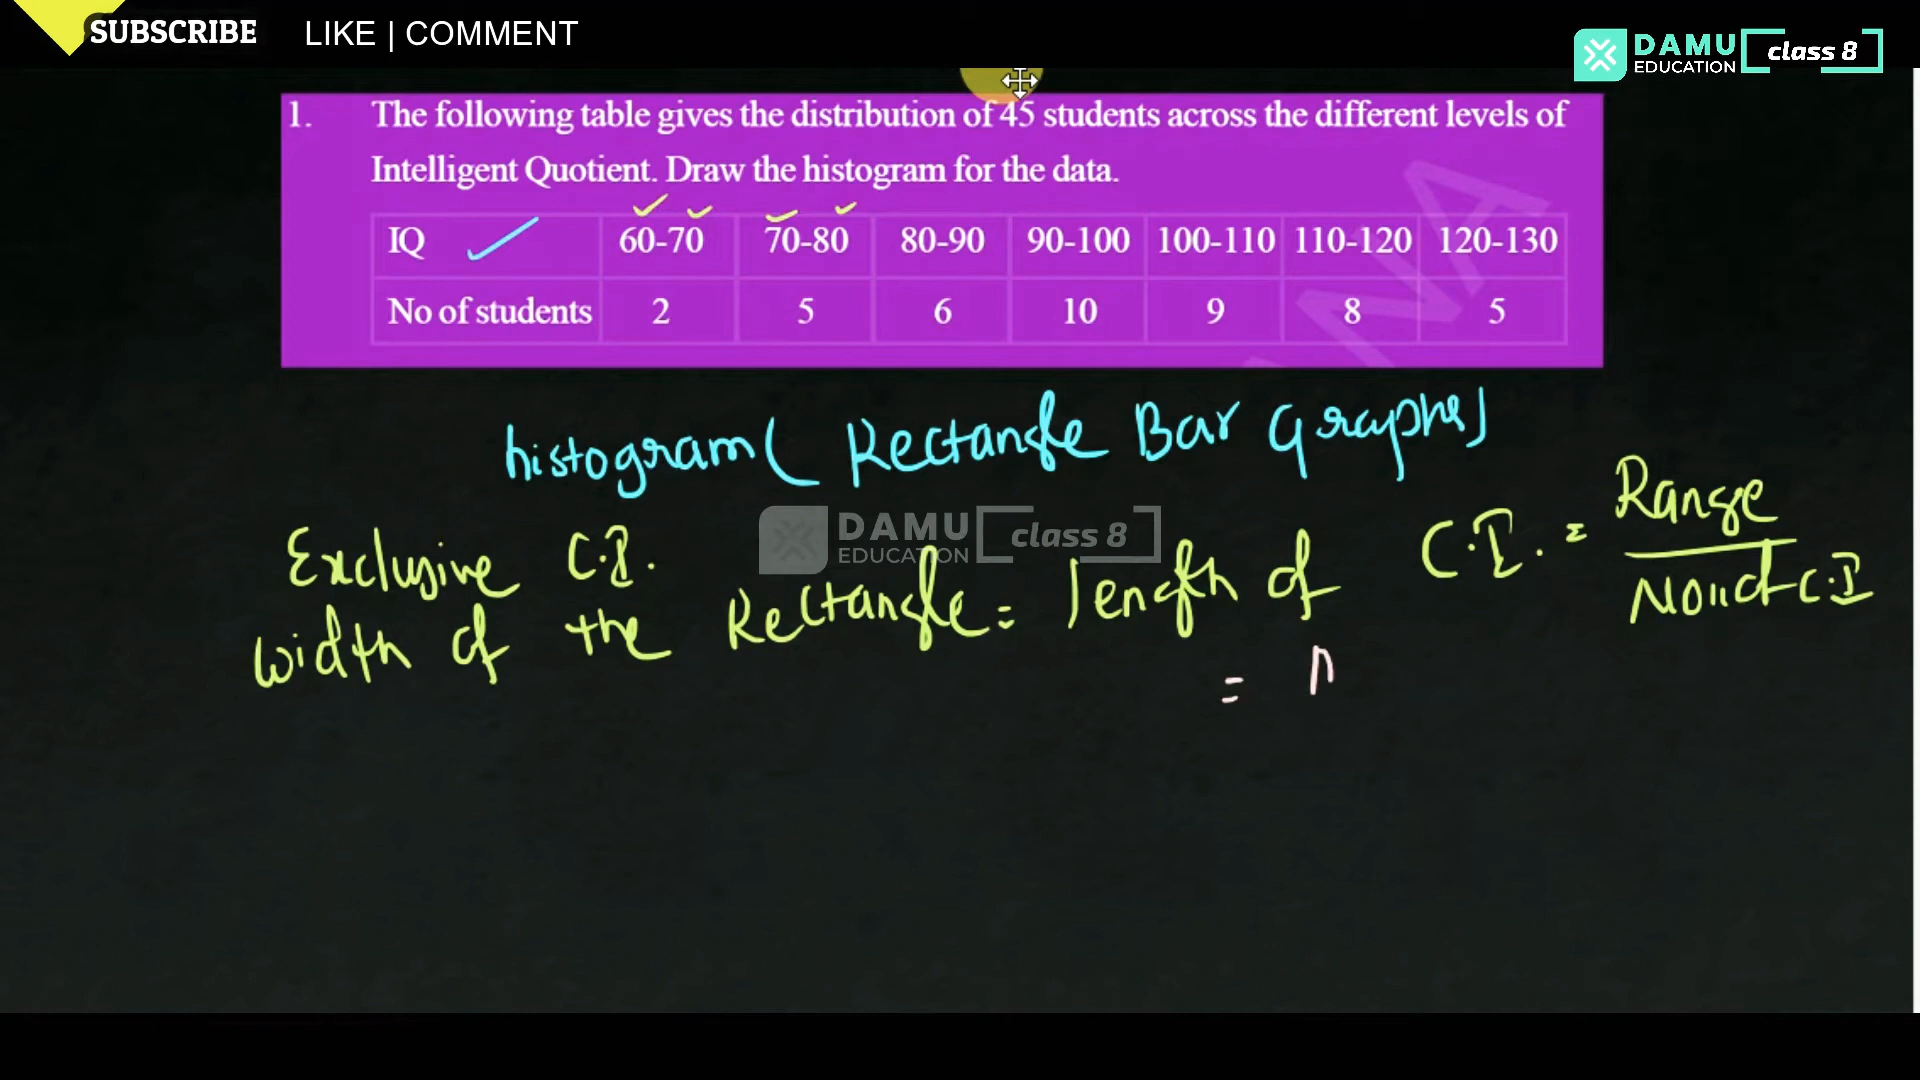 SUBSCRIBE LIKE | COMMENT
DAMU EDUCATION class 8
1. The following table gives the distribution of 45 students across the different levels of
Intelligent Quotient. Draw the histogram for the data.
IQ 60-70 70-80 80-90 90-100 100-110 110-120 120-130
No of students 2 5 6 10 9 8 5
histogram ( Rectangle Bar Graphs)
DAMU EDUCATION class 8
Exclusive C.I.
width of the Rectangle = length of C.I. = Range
No॥of C.I
=